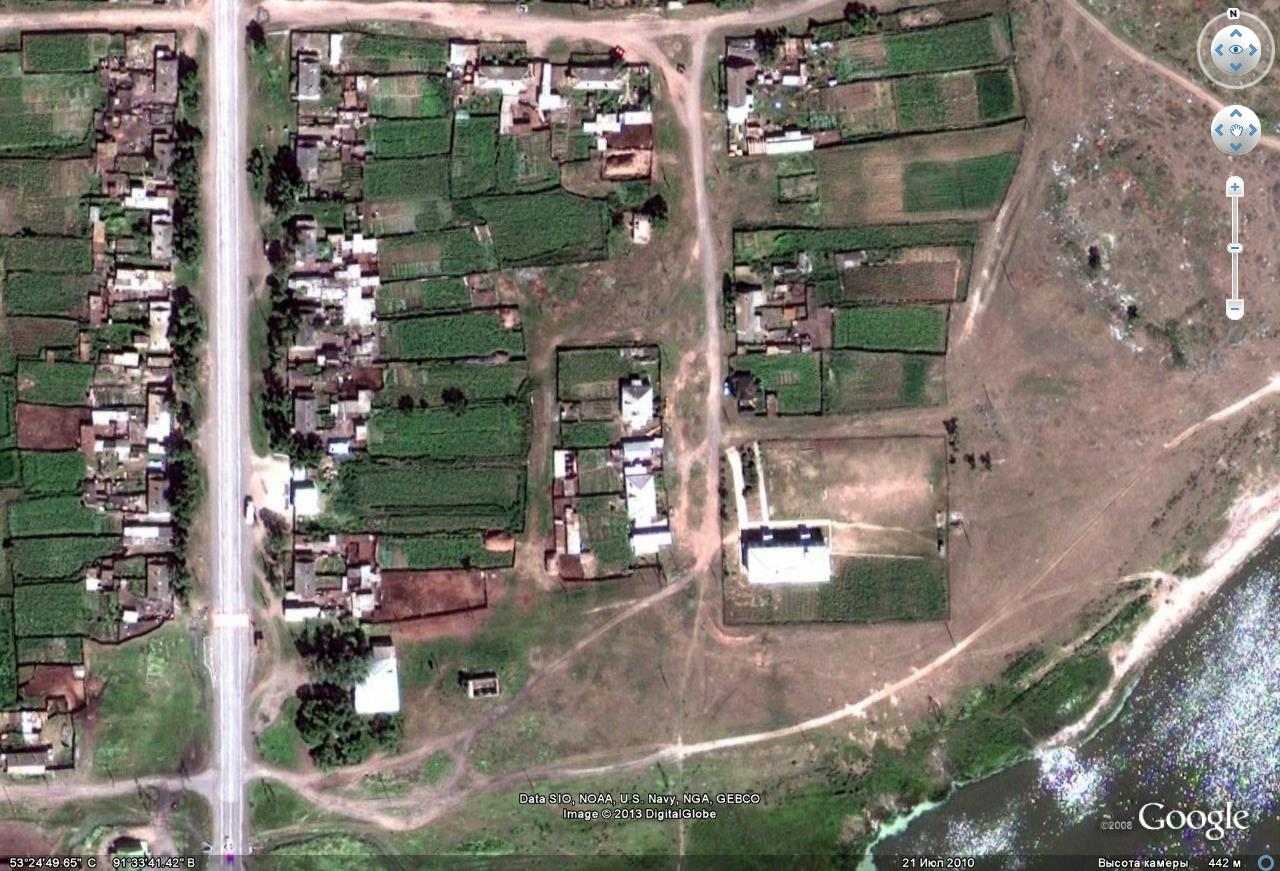 N
Data SIO, NOAA, U.S. Navy, NGA, GEBCO
Image © 2013 DigitalGlobe
©2008 Google
53°24'49.65" С 91°33'41.42" В 21 Июл 2010 Высота камеры 442 м